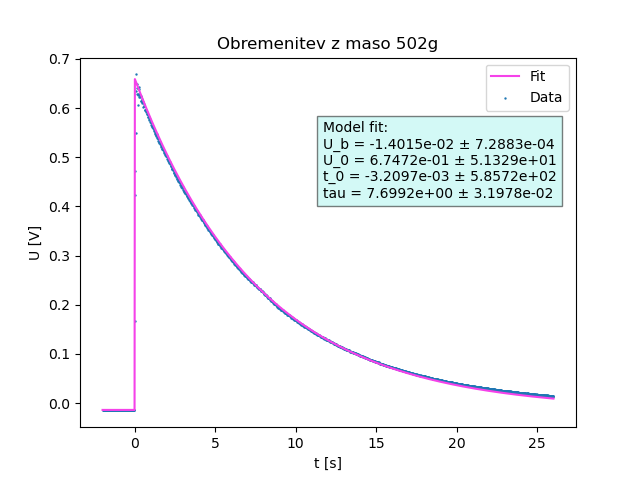 Obremenitev z maso 502g
Fit
Data
Model fit:
U_b = -1.4015e-02 ± 7.2883e-04
U_0 = 6.7472e-01 ± 5.1329e+01
t_0 = -3.2097e-03 ± 5.8572e+02
tau = 7.6992e+00 ± 3.1978e-02
U [V]
0.7
0.6
0.5
0.4
0.3
0.2
0.1
0.0
0 5 10 15 20 25
t [s]